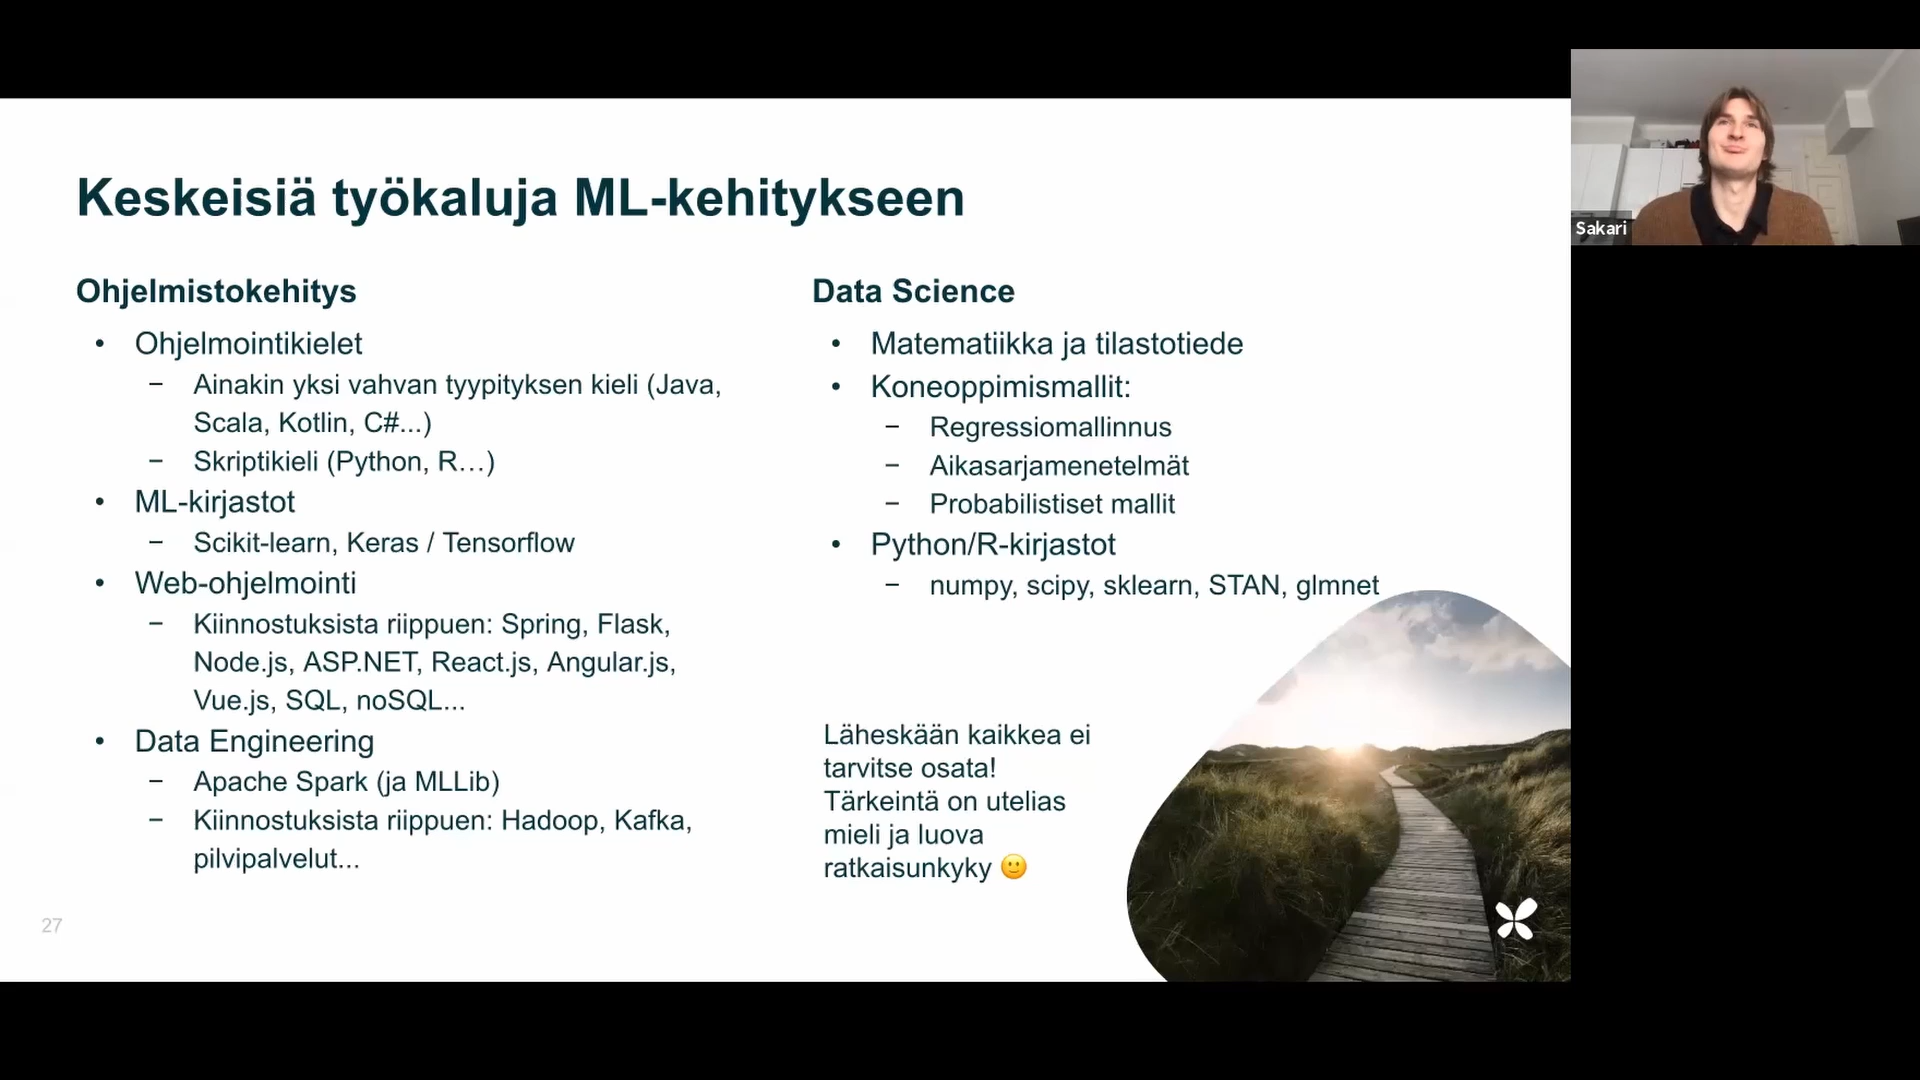 Keskeisiä työkaluja ML-kehitykseen
Ohjelmistokehitys
• Ohjelmointikielet
− Ainakin yksi vahvan tyypityksen kieli (Java,
Scala, Kotlin, C#...)
− Skriptikieli (Python, R…)
• ML-kirjastot
− Scikit-learn, Keras / Tensorflow
• Web-ohjelmointi
− Kiinnostuksista riippuen: Spring, Flask,
Node.js, ASP.NET, React.js, Angular.js,
Vue.js, SQL, noSQL...
• Data Engineering
− Apache Spark (ja MLLib)
− Kiinnostuksista riippuen: Hadoop, Kafka,
pilvipalvelut...
Data Science
• Matematiikka ja tilastotiede
• Koneoppimismallit:
− Regressiomallinnus
− Aikasarjamenetelmät
− Probabilistiset mallit
• Python/R-kirjastot
− numpy, scipy, sklearn, STAN, glmnet
Läheskään kaikkea ei
tarvitse osata!
Tärkeintä on utelias
mieli ja luova
ratkaisunkyky 🙂
27
Sakari